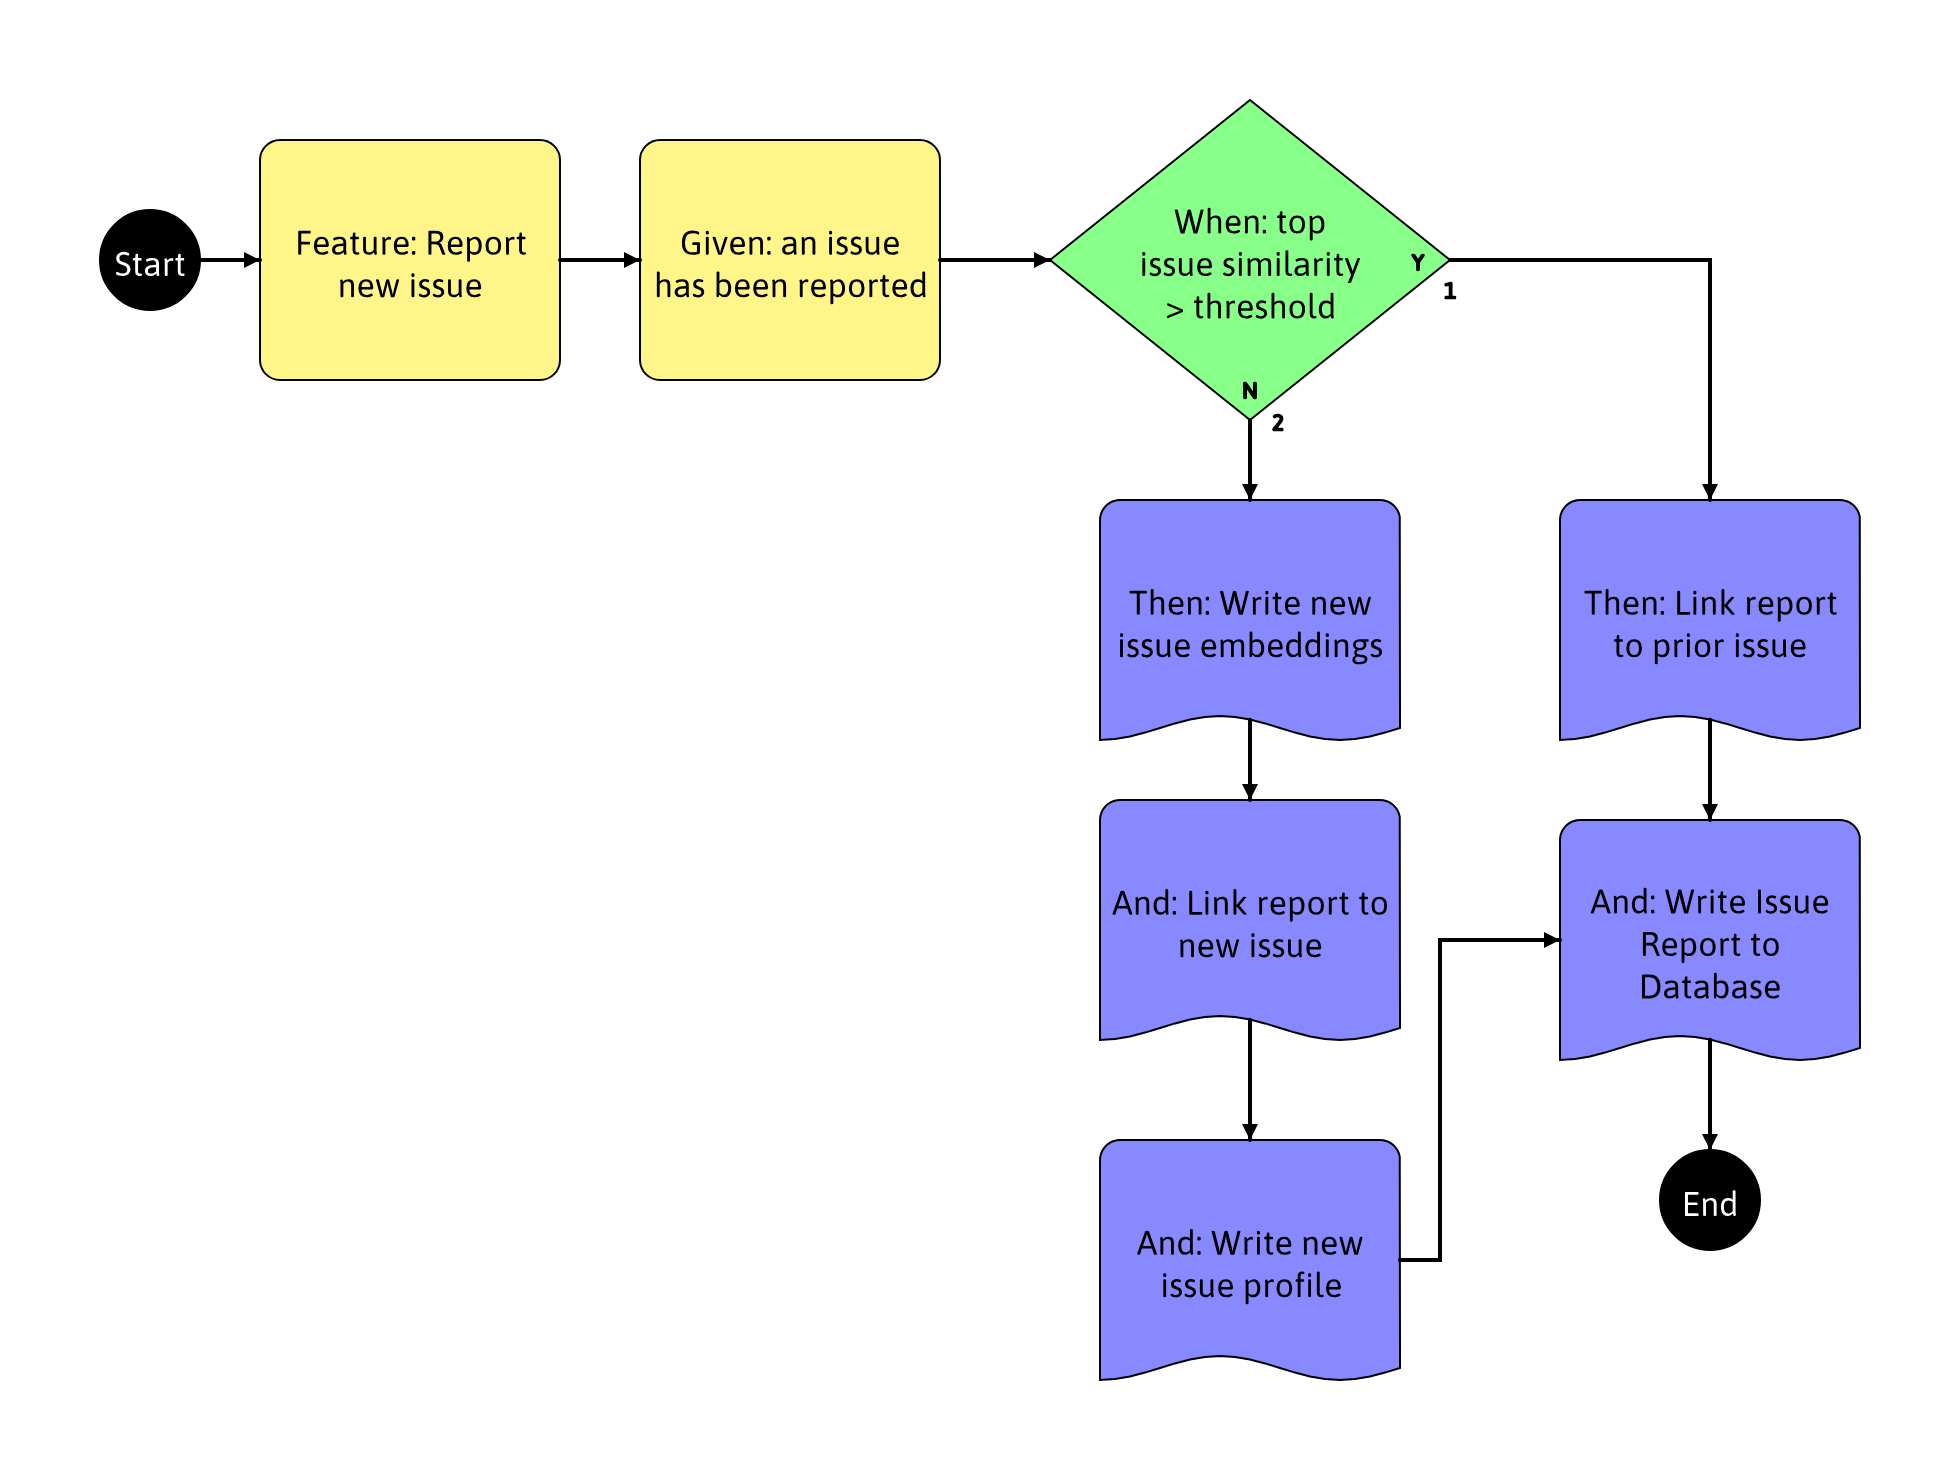 Start
Feature: Report
new issue
Given: an issue
has been reported
When: top
issue similarity
> threshold
Y
1
N
2
Then: Write new
issue embeddings
Then: Link report
to prior issue
And: Link report to
new issue
And: Write Issue
Report to
Database
And: Write new
issue profile
End